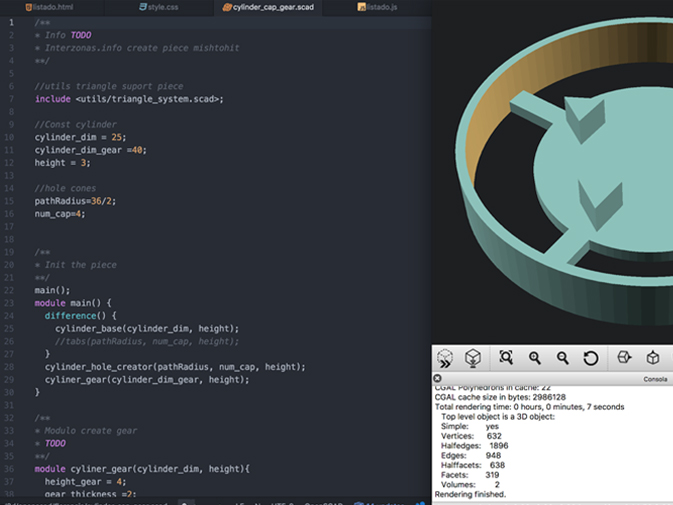 listado.html
style.css
cylinder_cap_gear.scad
listado.js
1 /**
2 * Info TODO
3 * Interzonas.info create piece mishtohit
4 **/
5
6 //utils triangle suport piece
7 include <utils/triangle_system.scad>;
8
9 //Const cylinder
10 cylinder_dim = 25;
11 cylinder_dim_gear =40;
12 height = 3;
13
14 //hole cones
15 pathRadius=36/2;
16 num_cap=4;
17
18
19 /**
20 * Init the piece
21 **/
22 main();
23 module main() {
24 difference() {
25 cylinder_base(cylinder_dim, height);
26 //tabs(pathRadius, num_cap, height);
27 }
28 cylinder_hole_creator(pathRadius, num_cap, height);
29 cyliner_gear(cylinder_dim_gear, height);
30 }
31
32 /**
33 * Modulo create gear
34 * TODO
35 **/
36 module cyliner_gear(cylinder_dim, height){
37 height_gear = 4;
38 gear_thickness =2;
Consola
CGAL Polyhedrons in cache: 22
CGAL cache size in bytes: 2986128
Total rendering time: 0 hours, 0 minutes, 7 seconds
Top level object is a 3D object:
Simple: yes
Vertices: 632
Halfedges: 1896
Edges: 948
Halffacets: 638
Facets: 319
Volumes: 2
Rendering finished.